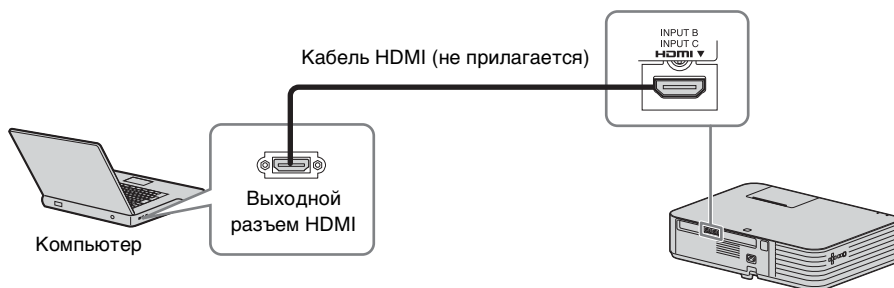 INPUT B
INPUT C
HDMI ▼
Кабель HDMI (не прилагается)
Выходной
разъем HDMI
Компьютер